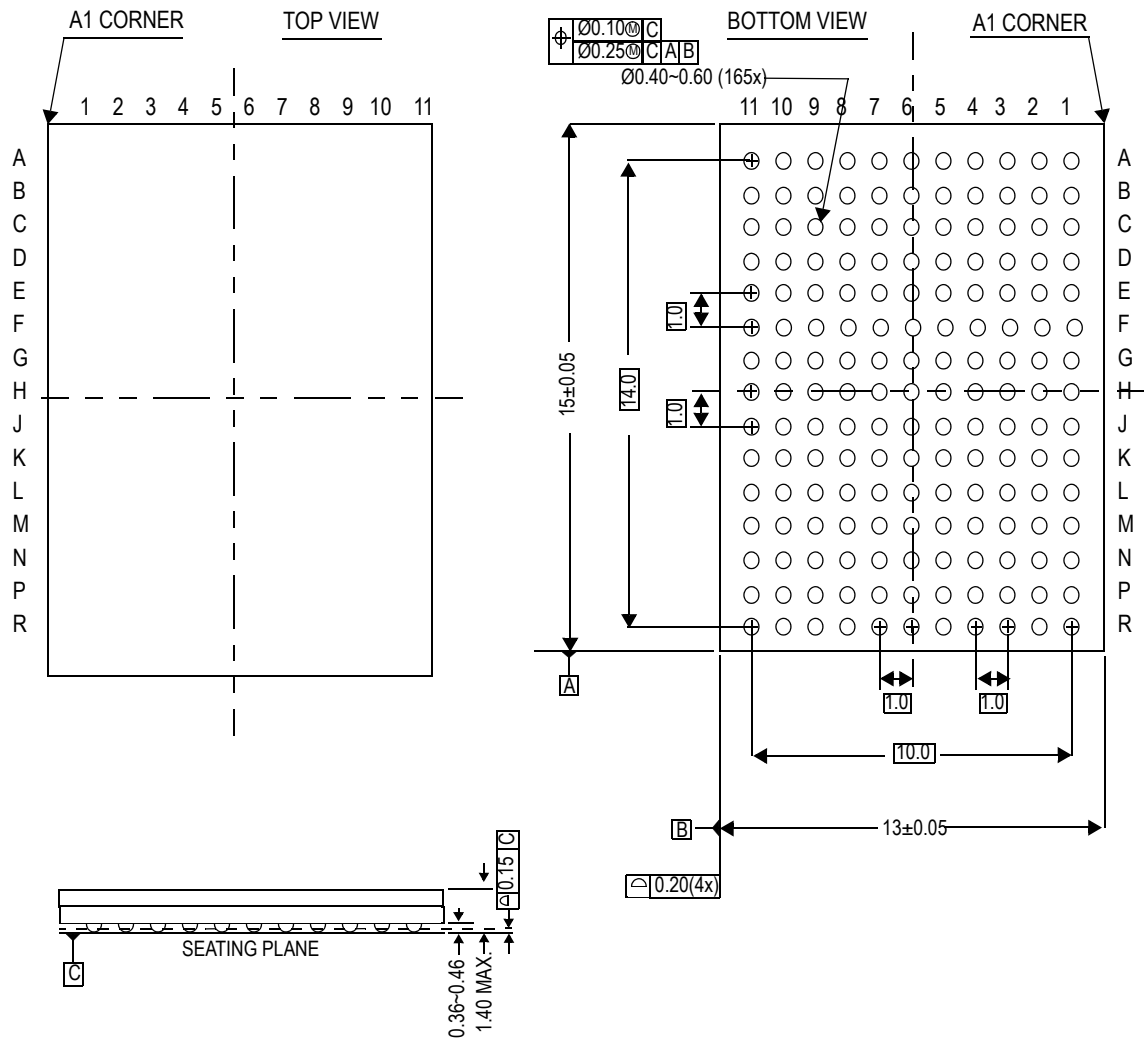 A1 CORNER
TOP VIEW
Ø0.10Ⓜ C
Ø0.25Ⓜ C A B
Ø0.40~0.60 (165x)
BOTTOM VIEW
A1 CORNER
1 2 3 4 5 6 7 8 9 10 11
11 10 9 8 7 6 5 4 3 2 1
A
B
C
D
E
F
G
H
J
K
L
M
N
P
R
A
B
C
D
E
F
G
H
J
K
L
M
N
P
R
15±0.05
14.0
1.0
1.0
A
1.0
1.0
10.0
B
13±0.05
0.20(4x)
0.15 C
SEATING PLANE
C
0.36~0.46
1.40 MAX.